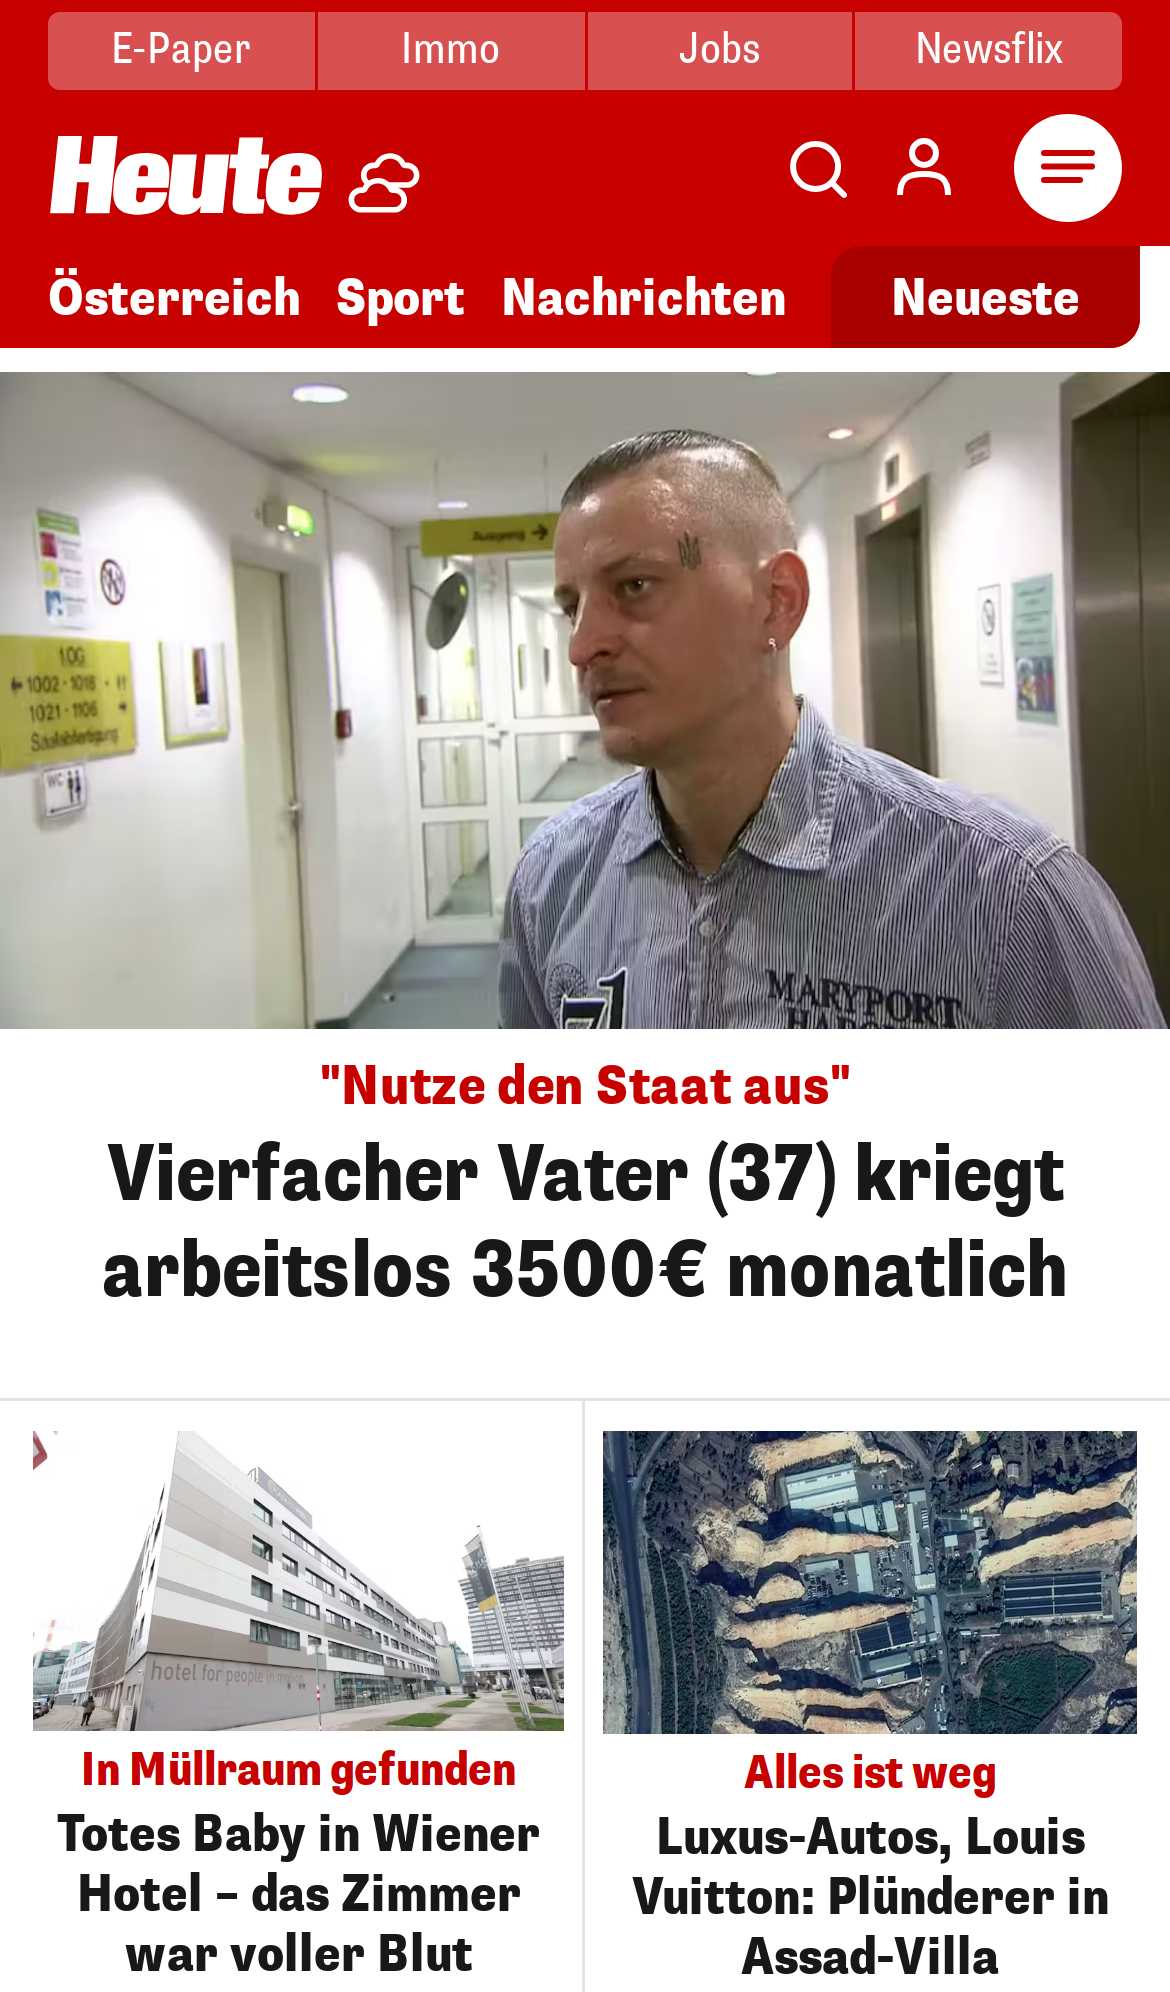 E-Paper Immo Jobs Newsflix
Heute
Österreich Sport Nachrichten Neueste
Ausgang
10G
1002 - 1018
1021 - 1106
WC
MARYPORT
"Nutze den Staat aus"
Vierfacher Vater (37) kriegt
arbeitslos 3500€ monatlich
hotel for people in motion
In Müllraum gefunden
Totes Baby in Wiener
Hotel – das Zimmer
war voller Blut
Alles ist weg
Luxus-Autos, Louis
Vuitton: Plünderer in
Assad-Villa